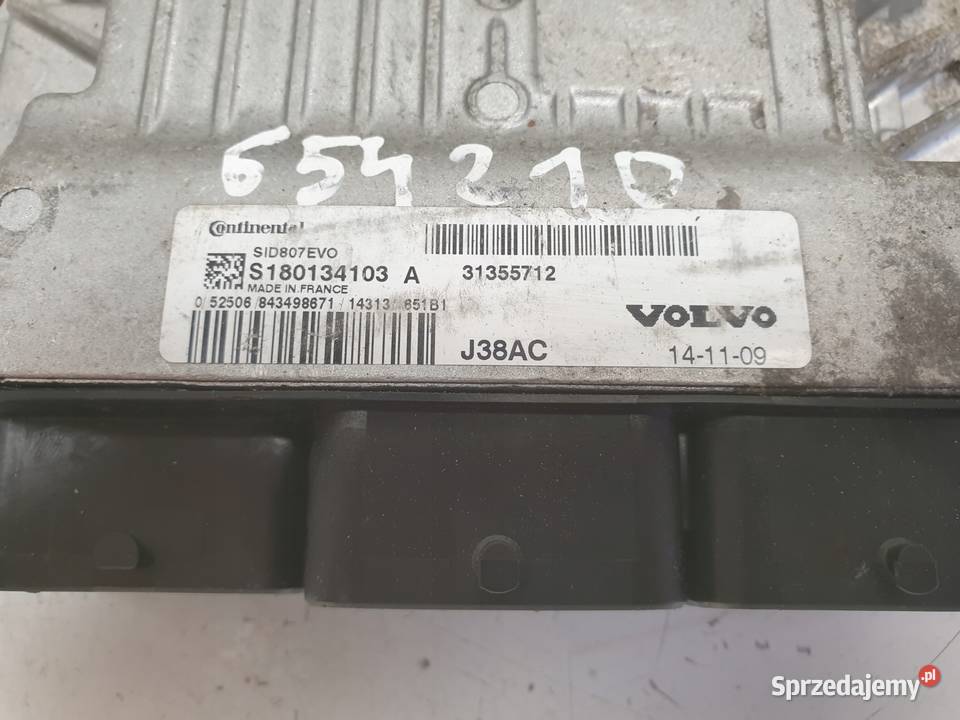 654210
Continental
SID807EVO
S180134103 A 31355712
MADE IN FRANCE
0 52506 843498671 14313 651B1
VOLVO
J38AC
14-11-09
Sprzedajemy.pl